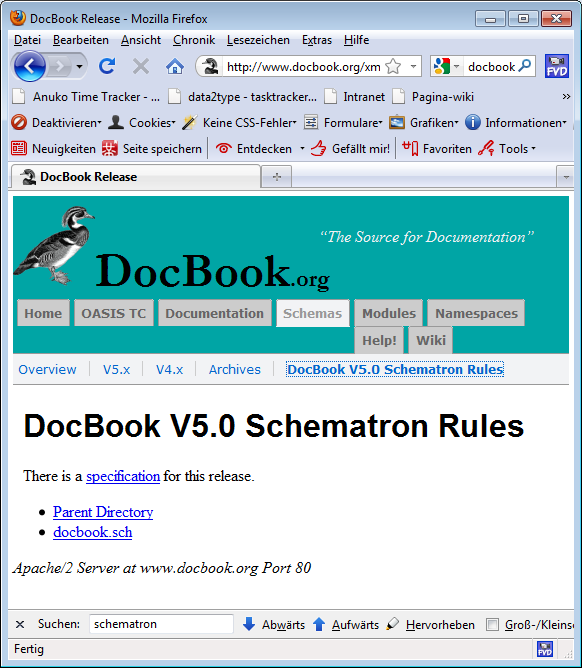 DocBook Release - Mozilla Firefox
Datei Bearbeiten Ansicht Chronik Lesezeichen Extras Hilfe
http://www.docbook.org/xm docbook FVD
Anuko Time Tracker - ... data2type - tasktracker... Intranet Pagina-wiki »
Deaktivieren Cookies Keine CSS-Fehler Formulare Grafiken Informationen
Neuigkeiten Seite speichern Entdecken Gefällt mir! Favoriten Tools
DocBook Release
“The Source for Documentation”
DocBook.org
Home OASIS TC Documentation Schemas Modules Namespaces
Help! Wiki
Overview V5.x V4.x Archives DocBook V5.0 Schematron Rules
DocBook V5.0 Schematron Rules
There is a specification for this release.
• Parent Directory
• docbook.sch
Apache/2 Server at www.docbook.org Port 80
Suchen: schematron Abwärts Aufwärts Hervorheben Groß-/Kleins
Fertig FVD